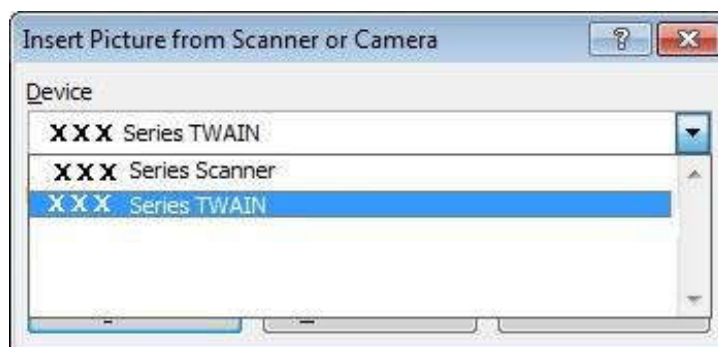 Insert Picture from Scanner or Camera
Device
XXX Series TWAIN
XXX Series Scanner
XXX Series TWAIN